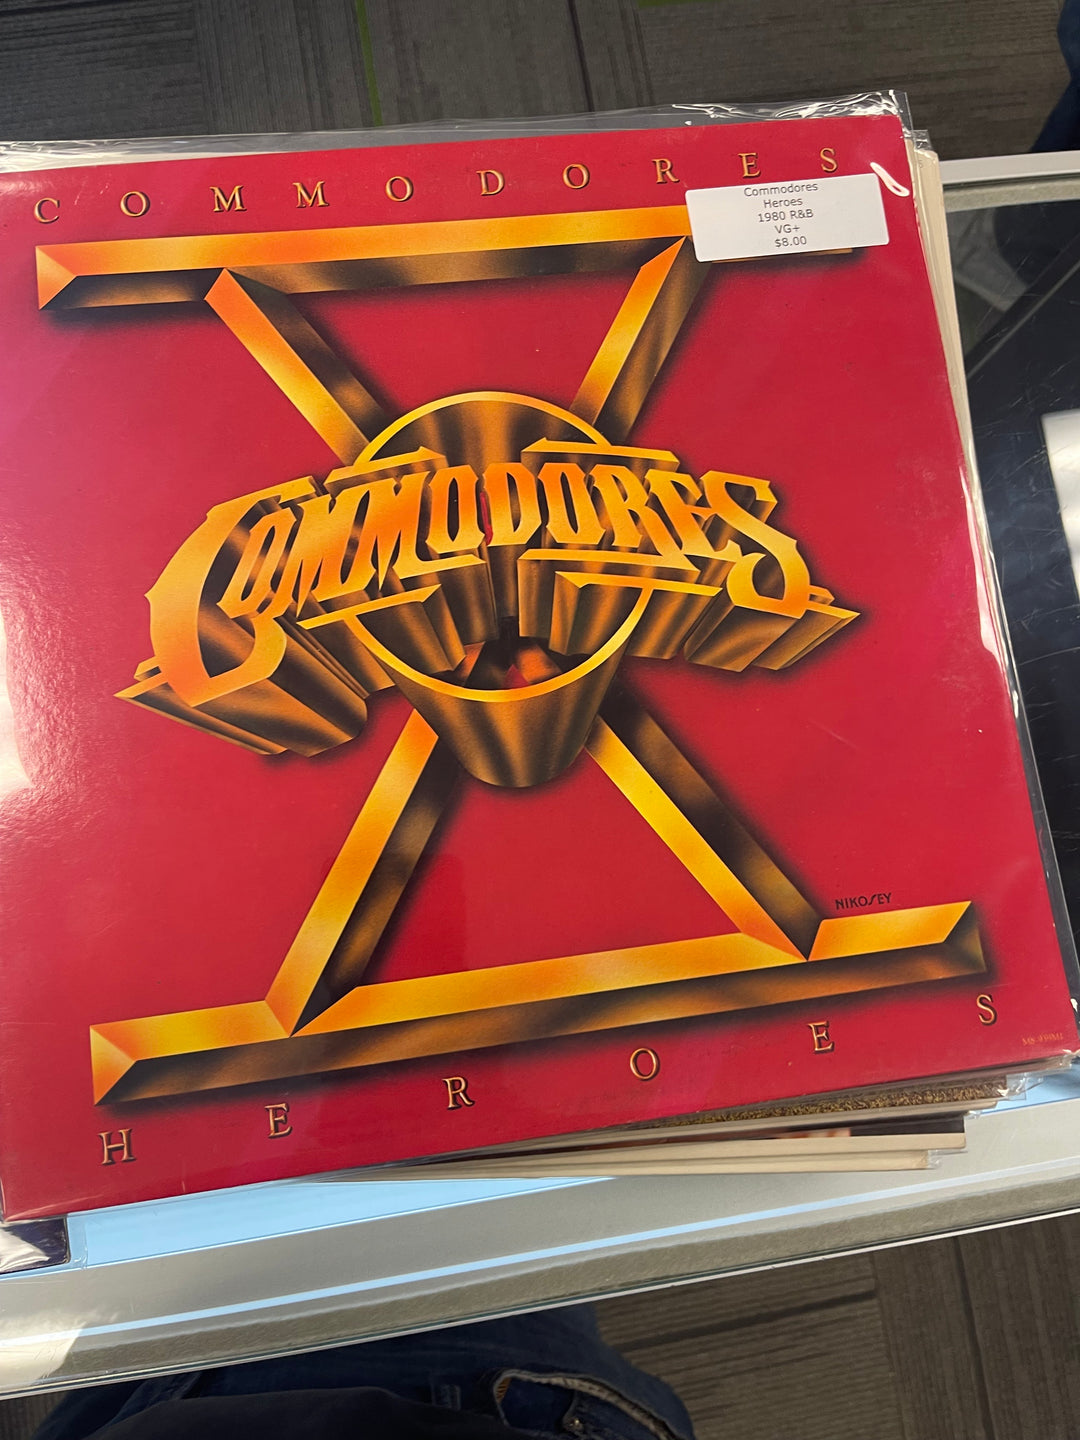 COMMODORES
Commodores
Heroes
1980 R&B
VG+
$8.00
COMMODORES
NIKOSEY
HEROES